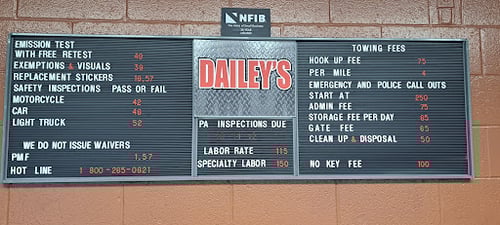 NFIB
EMISSION TEST
WITH FREE RETEST 40
EXEMPTIONS & VISUALS 38
REPLACEMENT STICKERS 10,57
SAFETY INSPECTIONS PASS OR FAIL
MOTORCYCLE 42
CAR 48
LIGHT TRUCK 52
WE DO NOT ISSUE WAIVERS
PMF 1,57
HOT LINE 1 800-265-0921
DAILEY'S
PA INSPECTIONS DUE
LABOR RATE 115
SPECIALTY LABOR 150
TOWING FEES
HOOK UP FEE 75
PER MILE 4
EMERGENCY AND POLICE CALL OUTS
START AT 250
ADMIN FEE 75
STORAGE FEE PER DAY 85
GATE FEE 65
CLEAN UP & DISPOSAL 50
NO KEY FEE 100